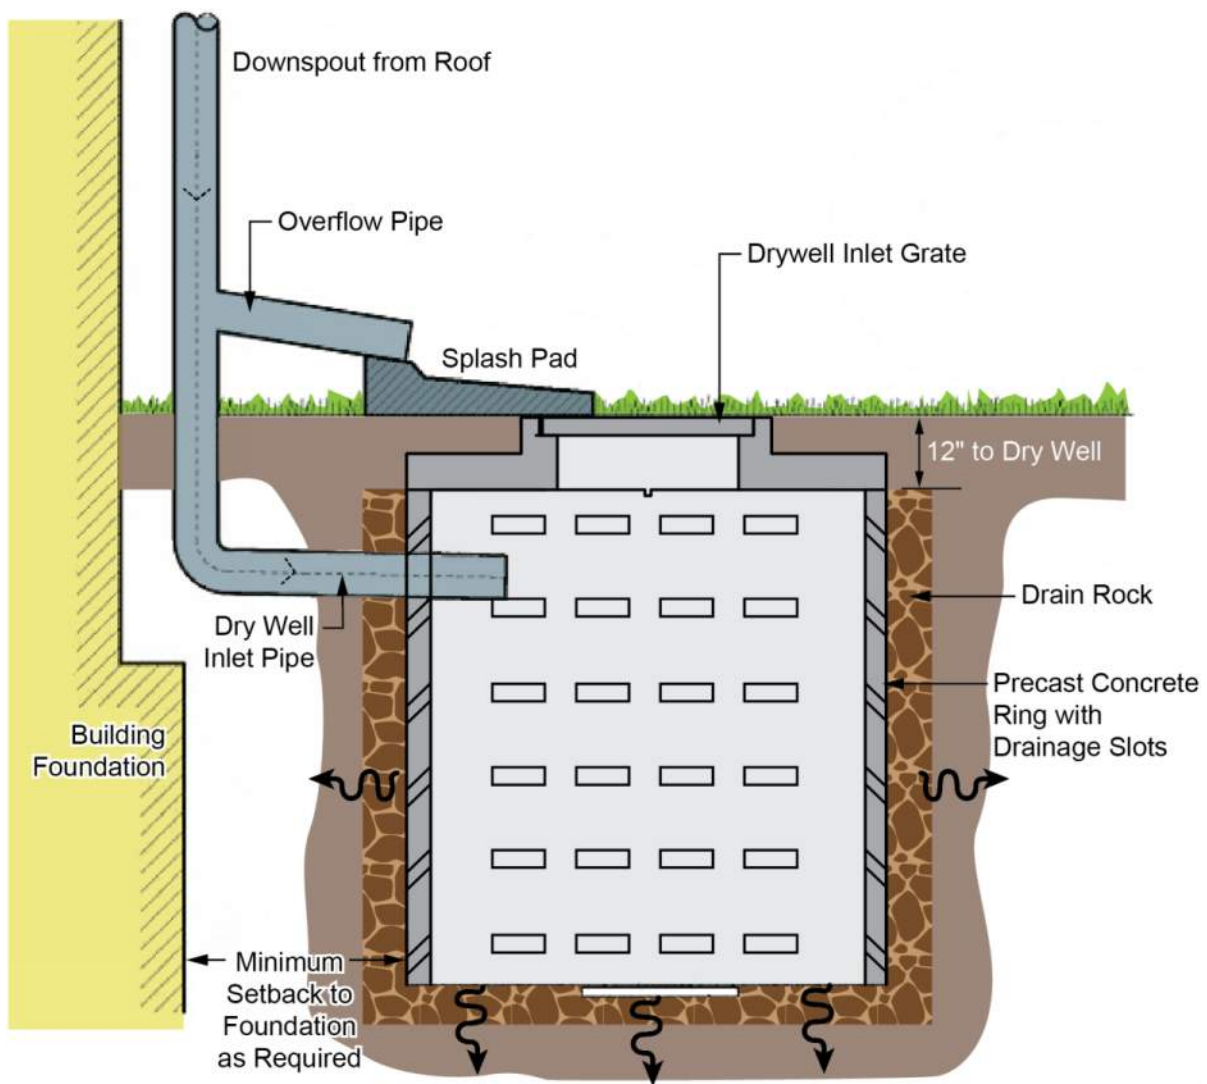 Downspout from Roof
Overflow Pipe
Drywell Inlet Grate
Splash Pad
12" to Dry Well
Drain Rock
Dry Well
Inlet Pipe
Precast Concrete
Ring with
Drainage Slots
Building
Foundation
Minimum
Setback to
Foundation
as Required